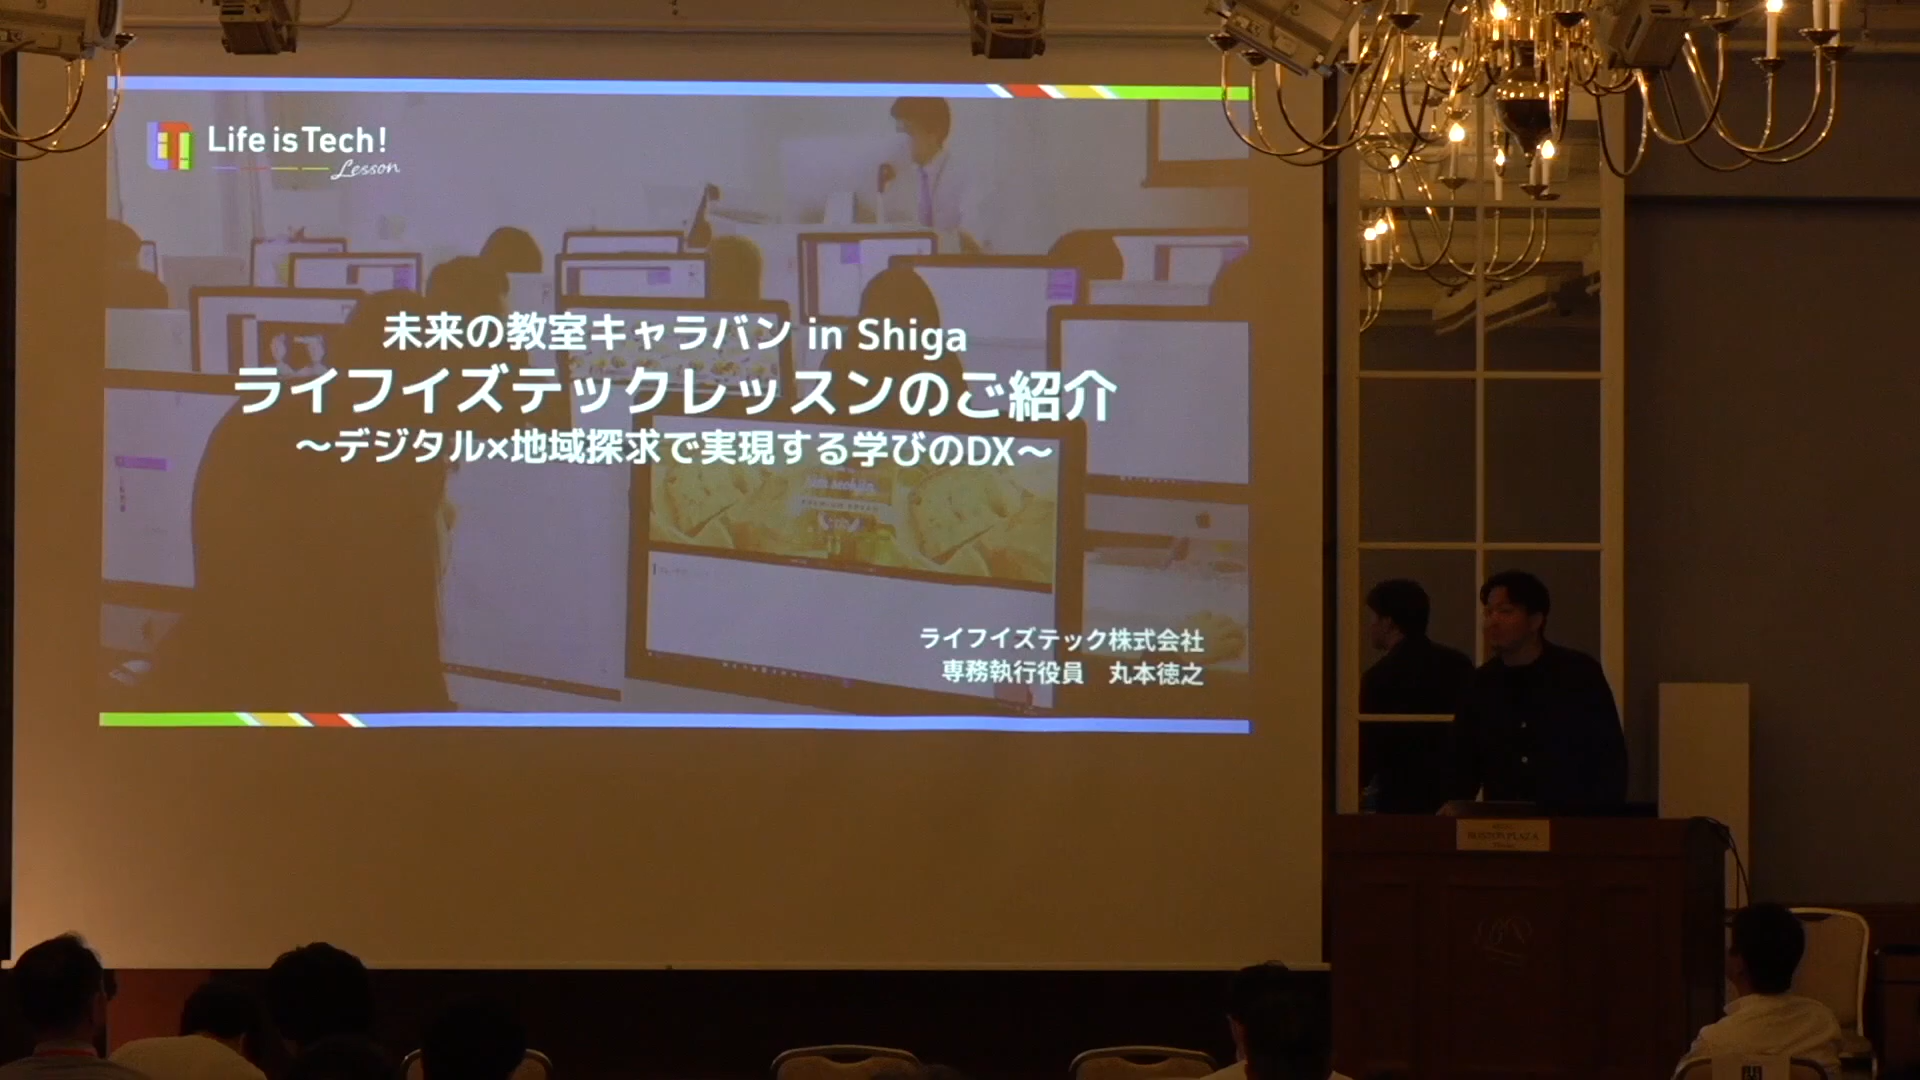 Life is Tech!
Lesson
未来の教室キャラバン in Shiga
ライフイズテックレッスンのご紹介
〜デジタル×地域探求で実現する学びのDX〜
ライフイズテック株式会社
専務執行役員 丸本徳之
BOSTON PLAZA